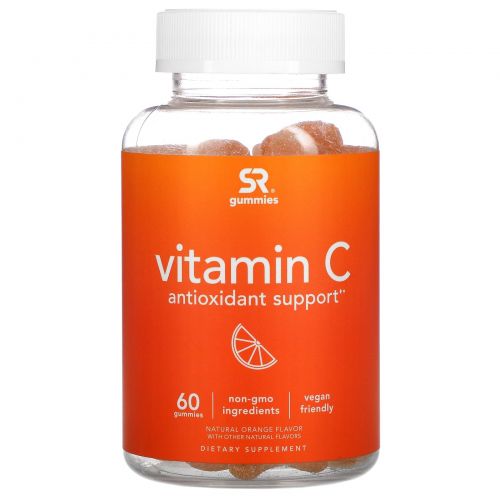 SR®
gummies
vitamin C
antioxidant support*†
60
gummies
non-gmo
ingredients
vegan
friendly
NATURAL ORANGE FLAVOR
WITH OTHER NATURAL FLAVORS
DIETARY SUPPLEMENT